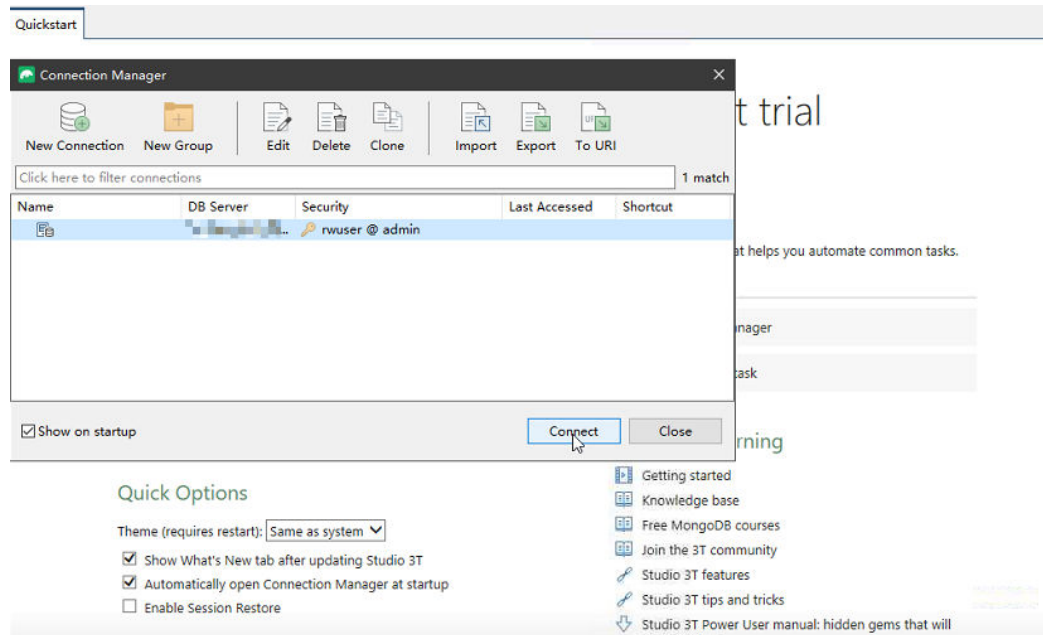 Quickstart
Connection Manager
New Connection New Group Edit Delete Clone Import Export To URI
Click here to filter connections 1 match
Name DB Server Security Last Accessed Shortcut
... rwuser @ admin
t trial
at helps you automate common tasks.
anager
task
Show on startup Connect Close
rning
Getting started
Knowledge base
Free MongoDB courses
Join the 3T community
Studio 3T features
Studio 3T tips and tricks
Studio 3T Power User manual: hidden gems that will
Quick Options
Theme (requires restart): Same as system
Show What's New tab after updating Studio 3T
Automatically open Connection Manager at startup
Enable Session Restore